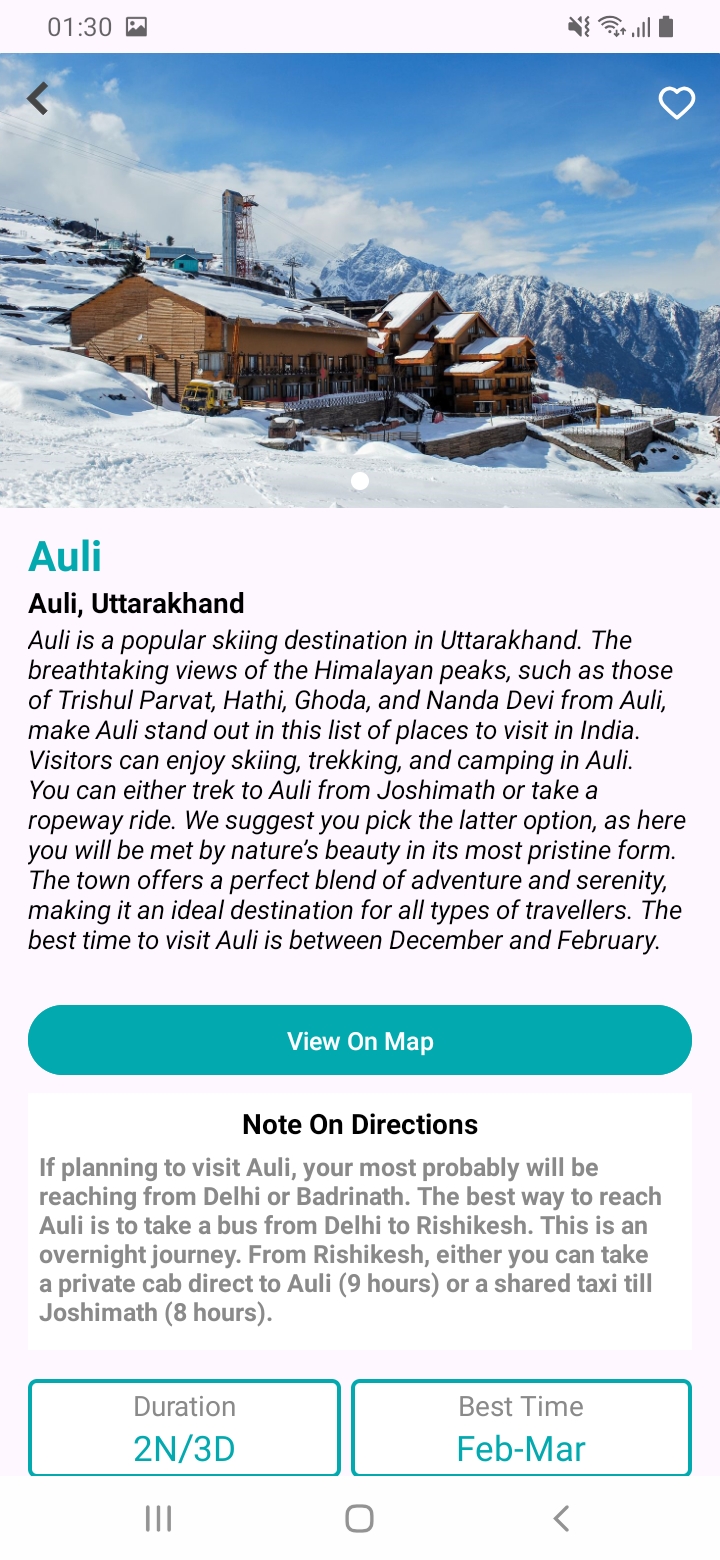 01:30
Auli
Auli, Uttarakhand
Auli is a popular skiing destination in Uttarakhand. The
breathtaking views of the Himalayan peaks, such as those
of Trishul Parvat, Hathi, Ghoda, and Nanda Devi from Auli,
make Auli stand out in this list of places to visit in India.
Visitors can enjoy skiing, trekking, and camping in Auli.
You can either trek to Auli from Joshimath or take a
ropeway ride. We suggest you pick the latter option, as here
you will be met by nature’s beauty in its most pristine form.
The town offers a perfect blend of adventure and serenity,
making it an ideal destination for all types of travellers. The
best time to visit Auli is between December and February.
View On Map
Note On Directions
If planning to visit Auli, your most probably will be
reaching from Delhi or Badrinath. The best way to reach
Auli is to take a bus from Delhi to Rishikesh. This is an
overnight journey. From Rishikesh, either you can take
a private cab direct to Auli (9 hours) or a shared taxi till
Joshimath (8 hours).
Duration
2N/3D
Best Time
Feb-Mar